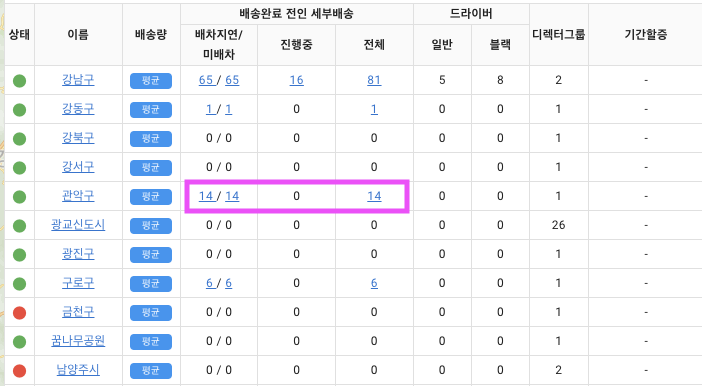 상태 이름 배송량 배송완료 전인 세부배송 드라이버 디렉터그룹 기간할증
배차지연/미배차 진행중 전체 일반 블랙
강남구 평균 65 / 65 16 81 5 8 2 -
강동구 평균 1 / 1 0 1 0 0 1 -
강북구 평균 0 / 0 0 0 0 0 1 -
강서구 평균 0 / 0 0 0 0 0 1 -
관악구 평균 14 / 14 0 14 0 0 1 -
광교신도시 평균 0 / 0 0 0 0 0 26 -
광진구 평균 0 / 0 0 0 0 0 1 -
구로구 평균 6 / 6 0 6 0 0 1 -
금천구 평균 0 / 0 0 0 0 0 1 -
꿈나무공원 평균 0 / 0 0 0 0 0 1 -
남양주시 평균 0 / 0 0 0 0 0 2 -